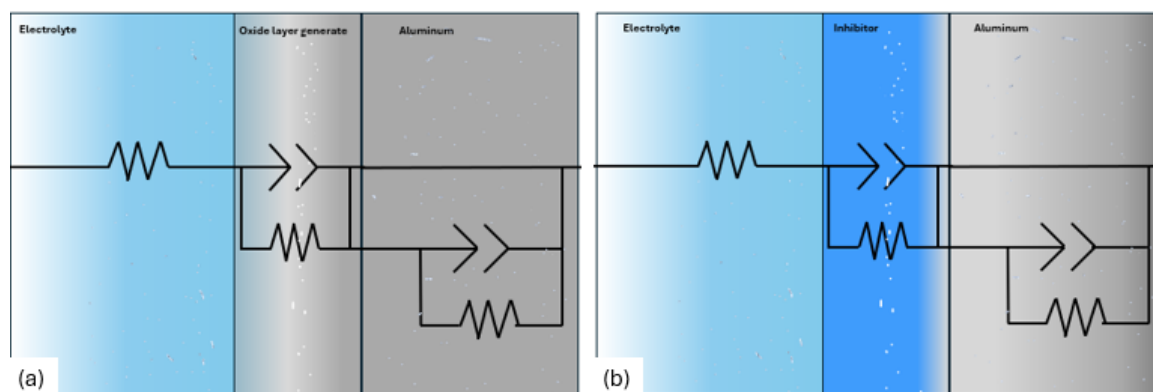 Electrolyte
Oxide layer generate
Aluminum
(a)
Electrolyte
Inhibitor
Aluminum
(b)